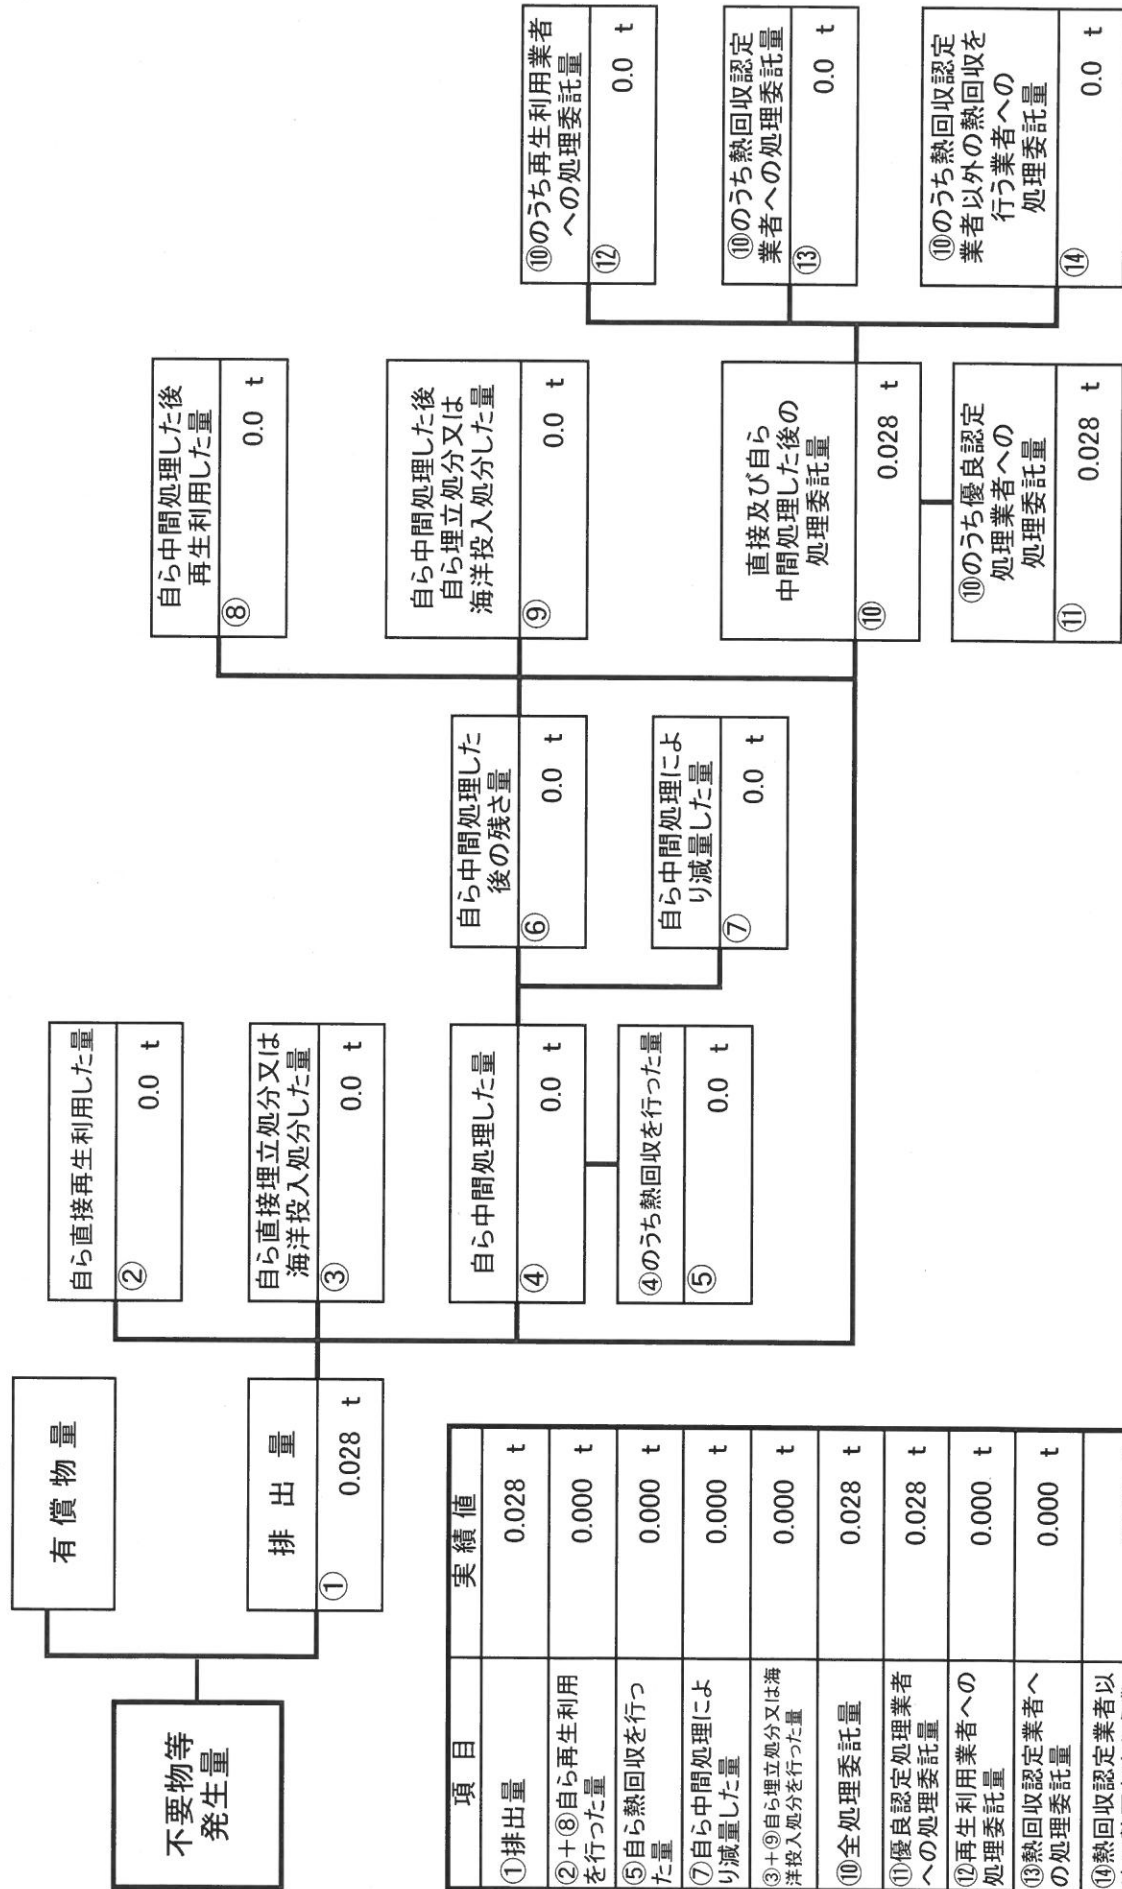 不要物等
発生量
有償物量
排出量
①
0.028 t
自ら直接再生利用した量
②
0.0 t
自ら直接埋立処分又は
海洋投入処分した量
③
0.0 t
自ら中間処理した量
④
0.0 t
④のうち熱回収を行った量
⑤
0.0 t
自ら中間処理した
後の残さ量
⑥
0.0 t
自ら中間処理によ
り減量した量
⑦
0.0 t
自ら中間処理した後
再生利用した量
⑧
0.0 t
自ら中間処理した後
自ら埋立処分又は
海洋投入処分した量
⑨
0.0 t
直接及び自ら
中間処理した後の
処理委託量
⑩
0.028 t
⑩のうち優良認定
処理業者への
処理委託量
⑪
0.028 t
⑩のうち再生利用業者
への処理委託量
⑫
0.0 t
⑩のうち熱回収認定
業者への処理委託量
⑬
0.0 t
⑩のうち熱回収認定
業者以外の熱回収を
行う業者への
処理委託量
⑭
0.0 t
項目
実績値
①排出量
0.028 t
②+⑧自ら再生利用
を行った量
0.000 t
⑤自ら熱回収を行っ
た量
0.000 t
⑦自ら中間処理によ
り減量した量
0.000 t
③+⑨自ら埋立処分又は海
洋投入処分を行った量
0.000 t
⑩全処理委託量
0.028 t
⑪優良認定処理業者
への処理委託量
0.028 t
⑫再生利用業者への
処理委託量
0.000 t
⑬熱回収認定業者へ
の処理委託量
0.000 t
⑭熱回収認定業者以